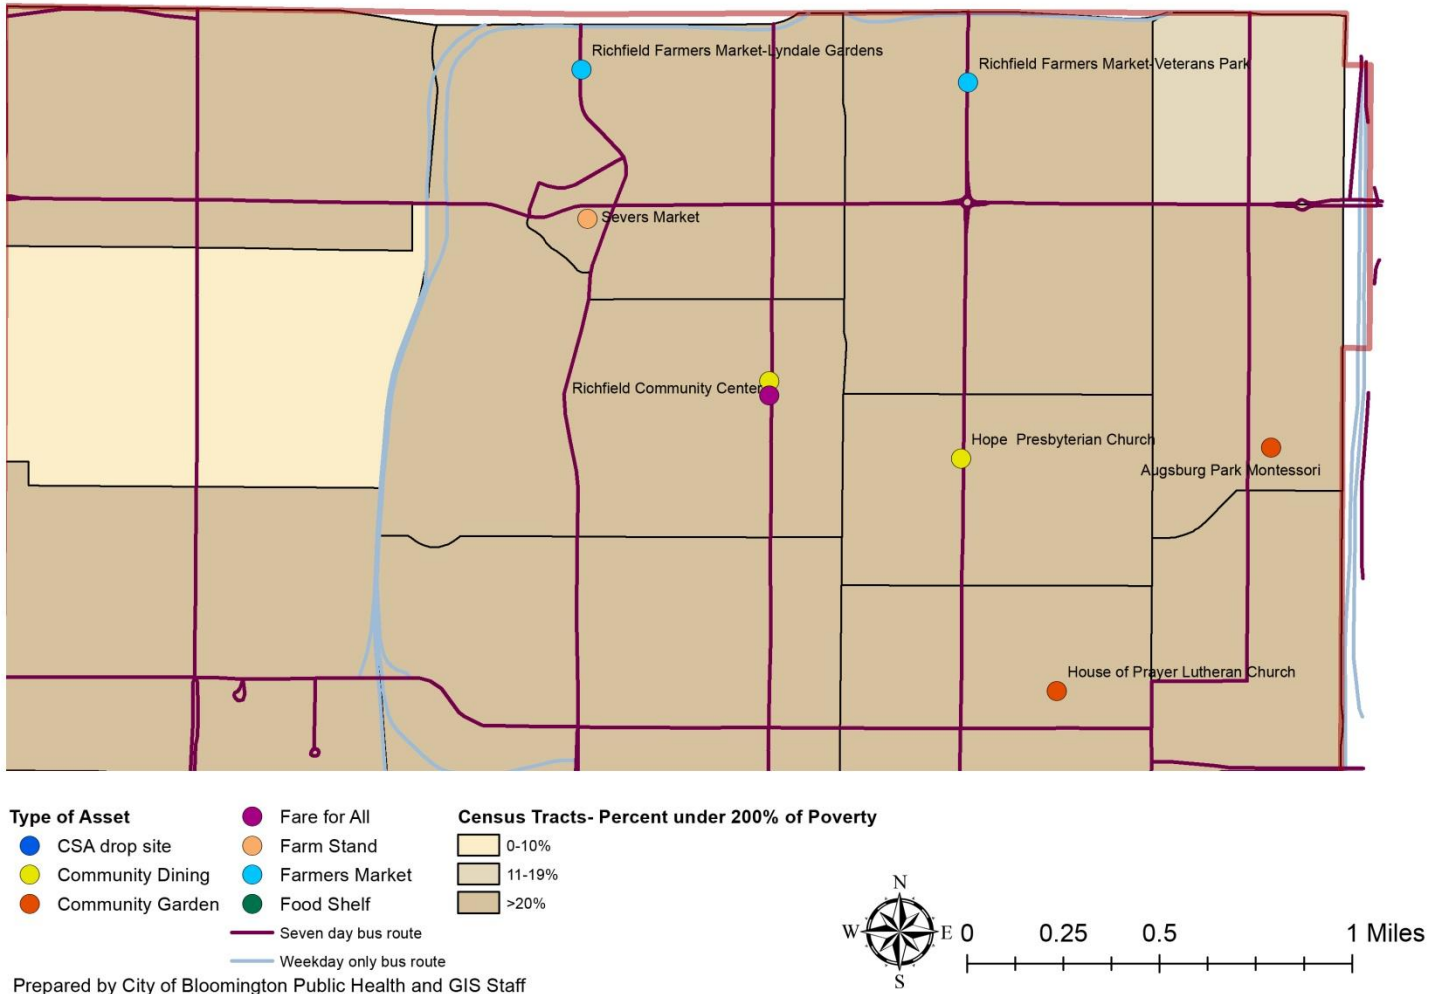 Richfield Farmers Market-Lyndale Gardens
Richfield Farmers Market-Veterans Park
Severs Market
Richfield Community Center
Hope  Presbyterian Church
Augsburg Park Montessori
House of Prayer Lutheran Church
Type of Asset
CSA drop site
Community Dining
Community Garden
Fare for All
Farm Stand
Farmers Market
Food Shelf
Seven day bus route
Weekday only bus route
Census Tracts- Percent under 200% of Poverty
0-10%
11-19%
>20%
N
W E
S
0 0.25 0.5 1 Miles
Prepared by City of Bloomington Public Health and GIS Staff